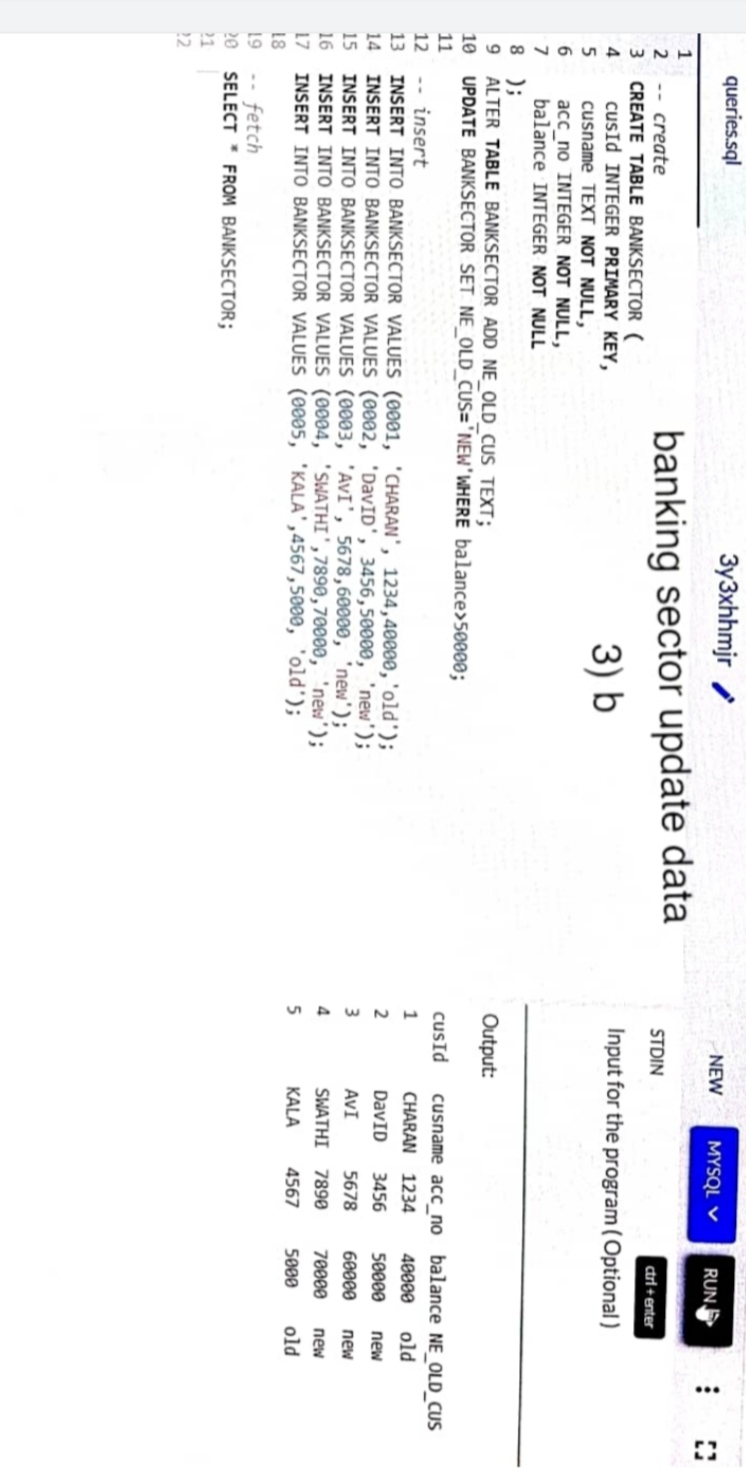 queries.sql
3y3xhhmjr
NEW MYSQL RUN
banking sector update data
3) b
STDIN
ctrl + enter
Input for the program ( Optional )
1
2 -- create
3 CREATE TABLE BANKSECTOR (
4 cusId INTEGER PRIMARY KEY,
5 cusname TEXT NOT NULL,
6 acc_no INTEGER NOT NULL,
7 balance INTEGER NOT NULL
8 );
9 ALTER TABLE BANKSECTOR ADD NE_OLD_CUS TEXT;
10 UPDATE BANKSECTOR SET NE_OLD_CUS='NEW'WHERE balance>50000;
11
12 -- insert
13 INSERT INTO BANKSECTOR VALUES (0001, 'CHARAN', 1234,40000,'old');
14 INSERT INTO BANKSECTOR VALUES (0002, 'DavID', 3456,50000, 'new');
15 INSERT INTO BANKSECTOR VALUES (0003, 'AvI', 5678,60000, 'new');
16 INSERT INTO BANKSECTOR VALUES (0004, 'SWATHI',7890,70000, 'new');
17 INSERT INTO BANKSECTOR VALUES (0005, 'KALA',4567,5000, 'old');
18
19 -- fetch
20 SELECT * FROM BANKSECTOR;
21
22
Output:
cusId cusname acc_no balance NE_OLD_CUS
1 CHARAN 1234 40000 old
2 DavID 3456 50000 new
3 AvI 5678 60000 new
4 SWATHI 7890 70000 new
5 KALA 4567 5000 old